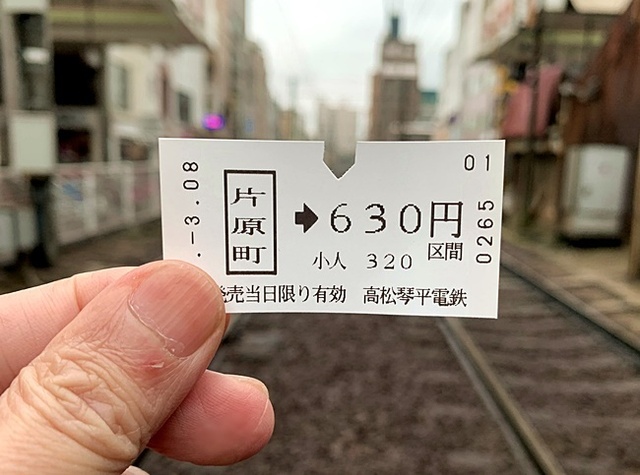 01
. -3.08
片原町
➡630円
区間
小人 320
0265
売当日限り有効 高松琴平電鉄